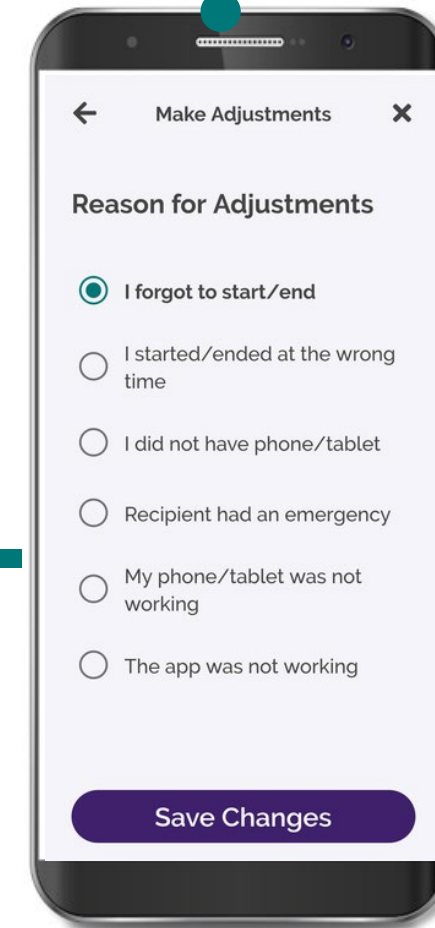 Make Adjustments
Reason for Adjustments
I forgot to start/end
I started/ended at the wrong
time
I did not have phone/tablet
Recipient had an emergency
My phone/tablet was not
working
The app was not working
Save Changes